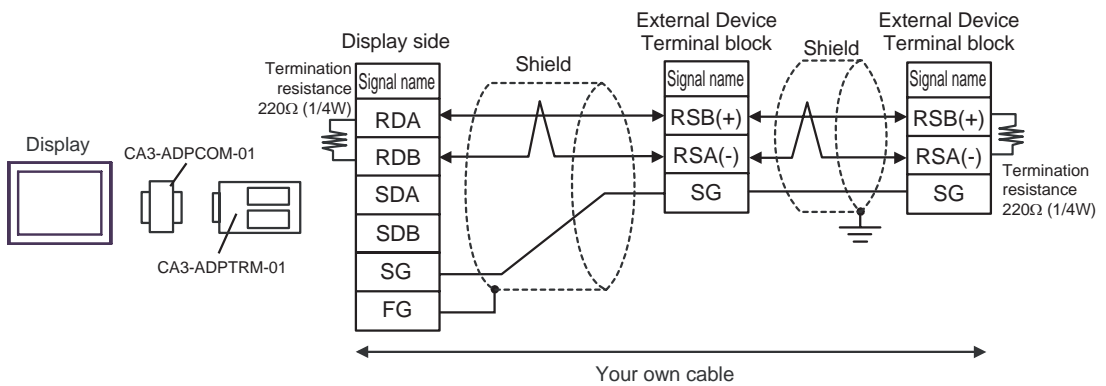 External Device
Terminal block
External Device
Terminal block
Display side
Shield
Shield
Termination
resistance
220Ω (1/4W)
Signal name
RDA
RDB
SDA
SDB
SG
FG
Signal name
RSB(+)
RSA(-)
SG
Signal name
RSB(+)
RSA(-)
SG
Termination
resistance
220Ω (1/4W)
Display
CA3-ADPCOM-01
CA3-ADPTRM-01
Your own cable